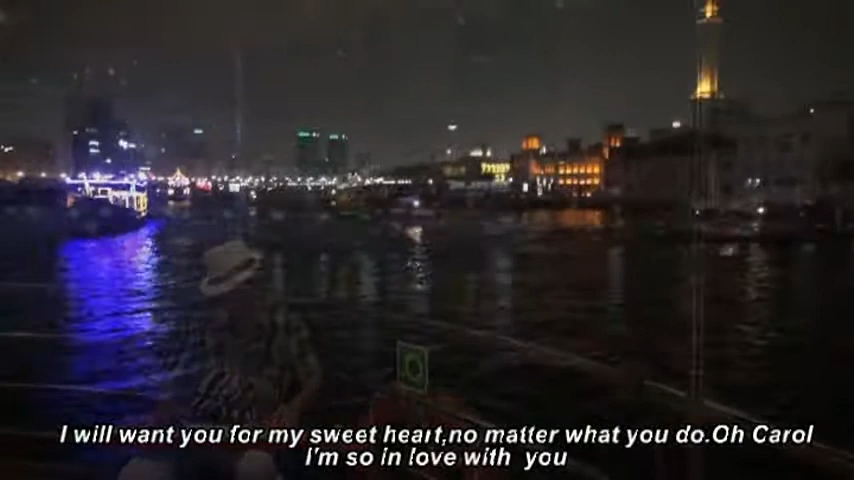 I will want you for my sweet heart,no matter what you do.Oh Carol
I'm so in love with  you